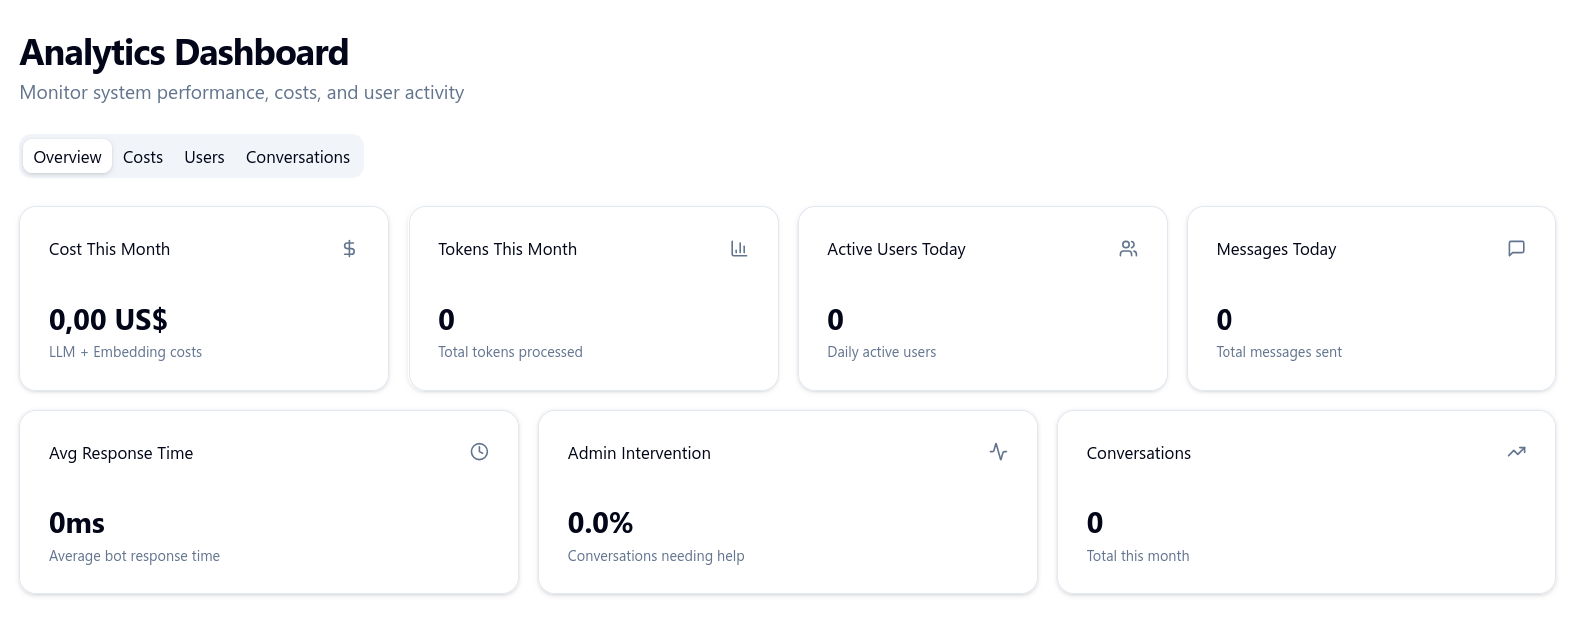 Analytics Dashboard
Monitor system performance, costs, and user activity
Overview Costs Users Conversations
Cost This Month
0,00 US$
LLM + Embedding costs
Tokens This Month
0
Total tokens processed
Active Users Today
0
Daily active users
Messages Today
0
Total messages sent
Avg Response Time
0ms
Average bot response time
Admin Intervention
0.0%
Conversations needing help
Conversations
0
Total this month